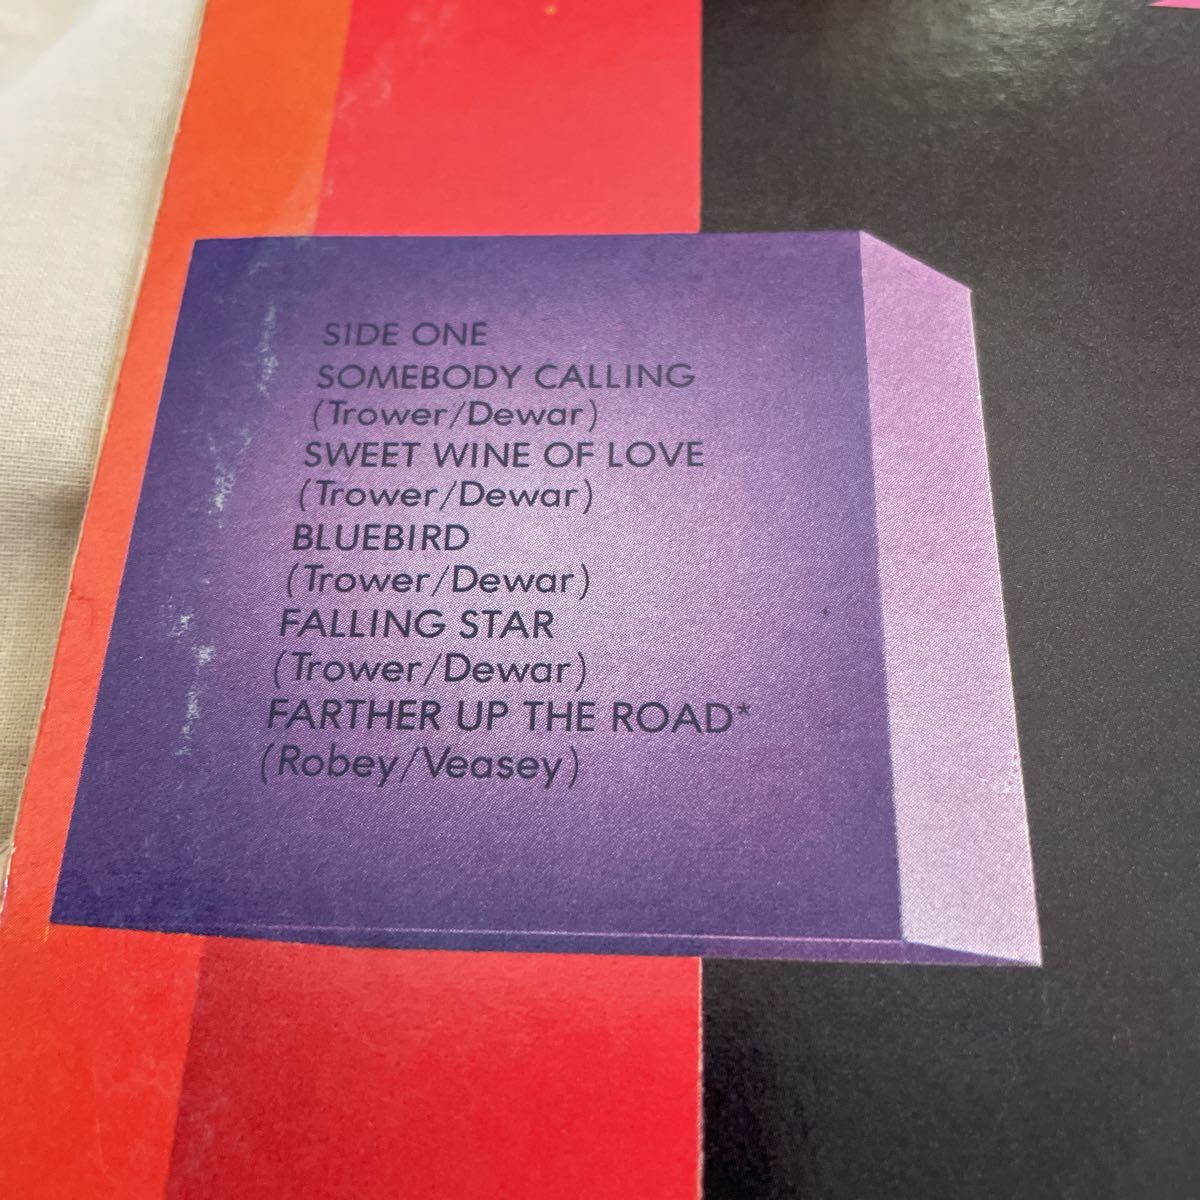 SIDE ONE
SOMEBODY CALLING
(Trower/Dewar)
SWEET WINE OF LOVE
(Trower/Dewar)
BLUEBIRD
(Trower/Dewar)
FALLING STAR
(Trower/Dewar)
FARTHER UP THE ROAD*
(Robey/Veasey)